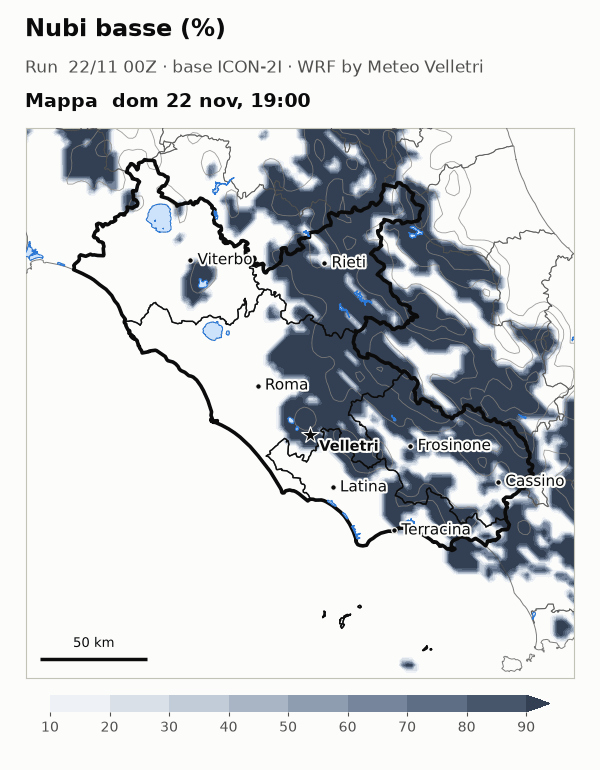 Nubi basse (%)
Run 22/11 00Z · base ICON-2I · WRF by Meteo Velletri
Mappa dom 22 nov, 19:00
Viterbo
Rieti
Roma
Velletri
Frosinone
Cassino
Latina
Terracina
50 km
10 20 30 40 50 60 70 80 90